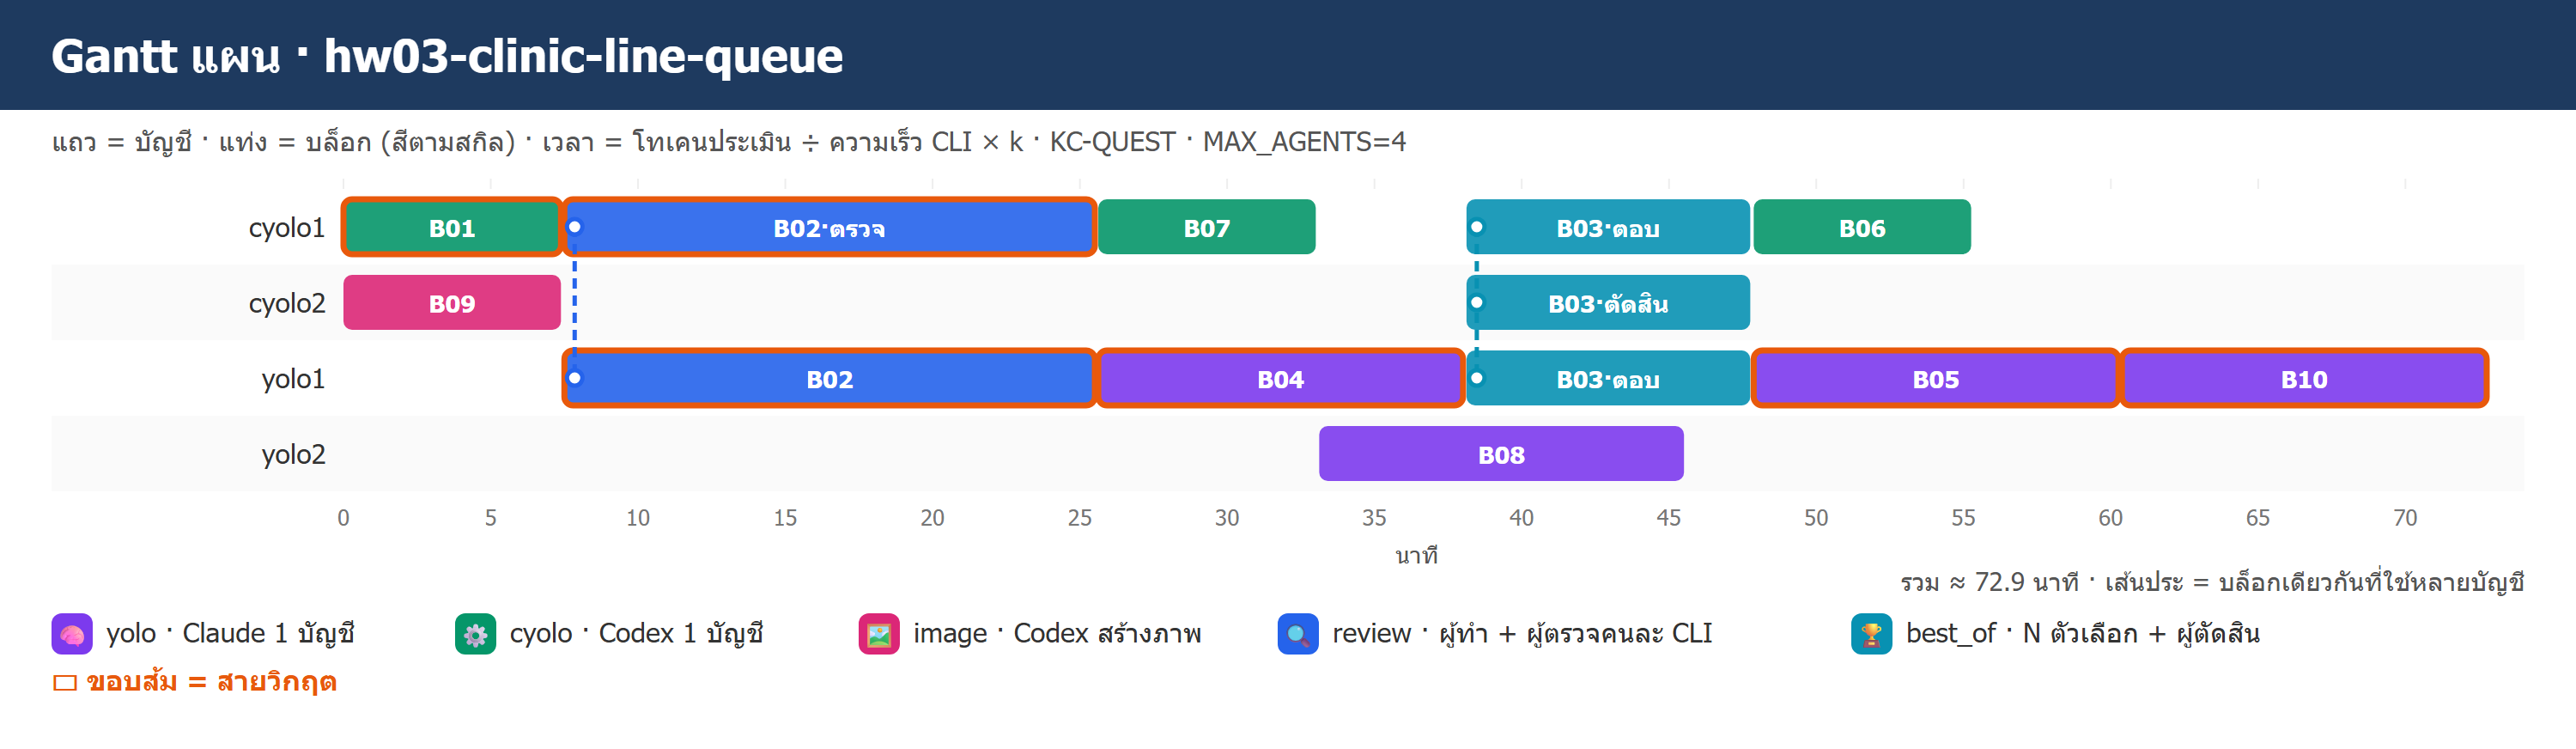 Gantt แผน · hw03-clinic-line-queue
แถว = บัญชี · แท่ง = บล็อก (สีตามสกิล) · เวลา = โทเคนประเมิน ÷ ความเร็ว CLI × k · KC-QUEST · MAX_AGENTS=4
cyolo1 B01 B02·ตรวจ B07 B03·ตอบ B06
cyolo2 B09 B03·ตัดสิน
yolo1 B02 B04 B03·ตอบ B05 B10
yolo2 B08
0 5 10 15 20 25 30 35 40 45 50 55 60 65 70
นาที
รวม ≈ 72.9 นาที · เส้นประ = บล็อกเดียวกันที่ใช้หลายบัญชี
yolo · Claude 1 บัญชี cyolo · Codex 1 บัญชี image · Codex สร้างภาพ review · ผู้ทำ + ผู้ตรวจคนละ CLI best_of · N ตัวเลือก + ผู้ตัดสิน
ขอบส้ม = สายวิกฤต